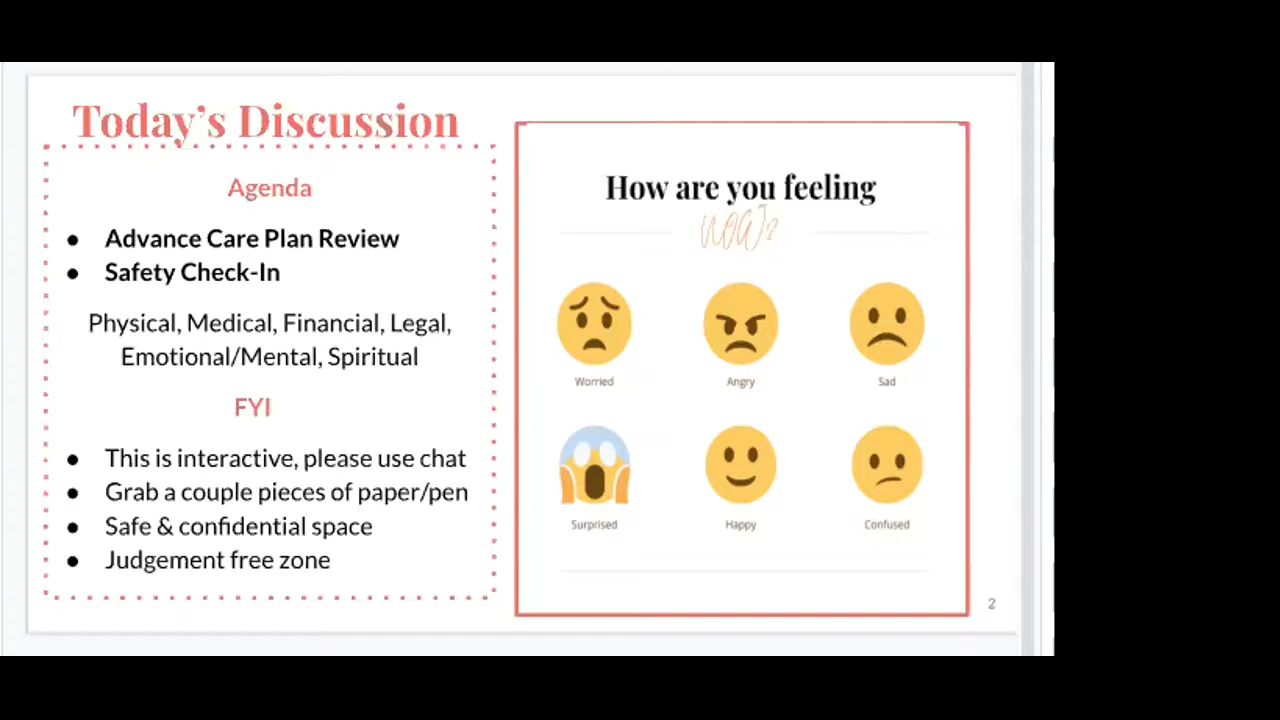 Today's Discussion
Agenda
● Advance Care Plan Review
● Safety Check-In
Physical, Medical, Financial, Legal,
Emotional/Mental, Spiritual
FYI
● This is interactive, please use chat
● Grab a couple pieces of paper/pen
● Safe & confidential space
● Judgement free zone
How are you feeling
now?
Worried Angry Sad
Surprised Happy Confused
2